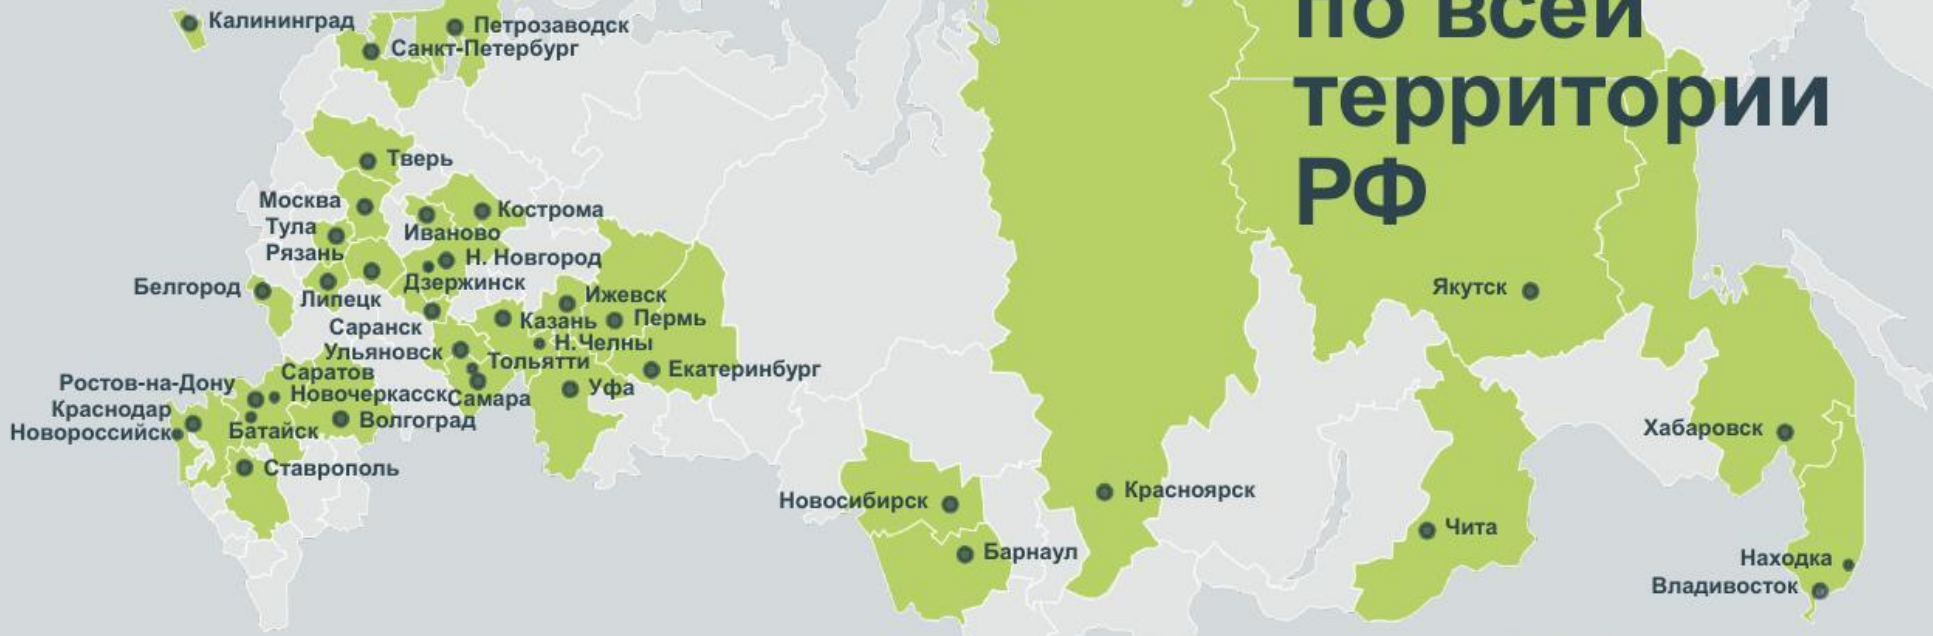 по всей
территории
РФ
Калининград
Петрозаводск
Санкт-Петербург
Тверь
Москва
Кострома
Тула
Иваново
Рязань
Н. Новгород
Дзержинск
Белгород
Липецк
Ижевск
Якутск
Казань
Пермь
Саранск
Н.Челны
Ульяновск
Тольятти
Екатеринбург
Саратов
Ростов-на-Дону
Уфа
Новочеркасск
Самара
Краснодар
Волгоград
Новороссийск
Батайск
Хабаровск
Ставрополь
Новосибирск
Красноярск
Чита
Барнаул
Находка
Владивосток